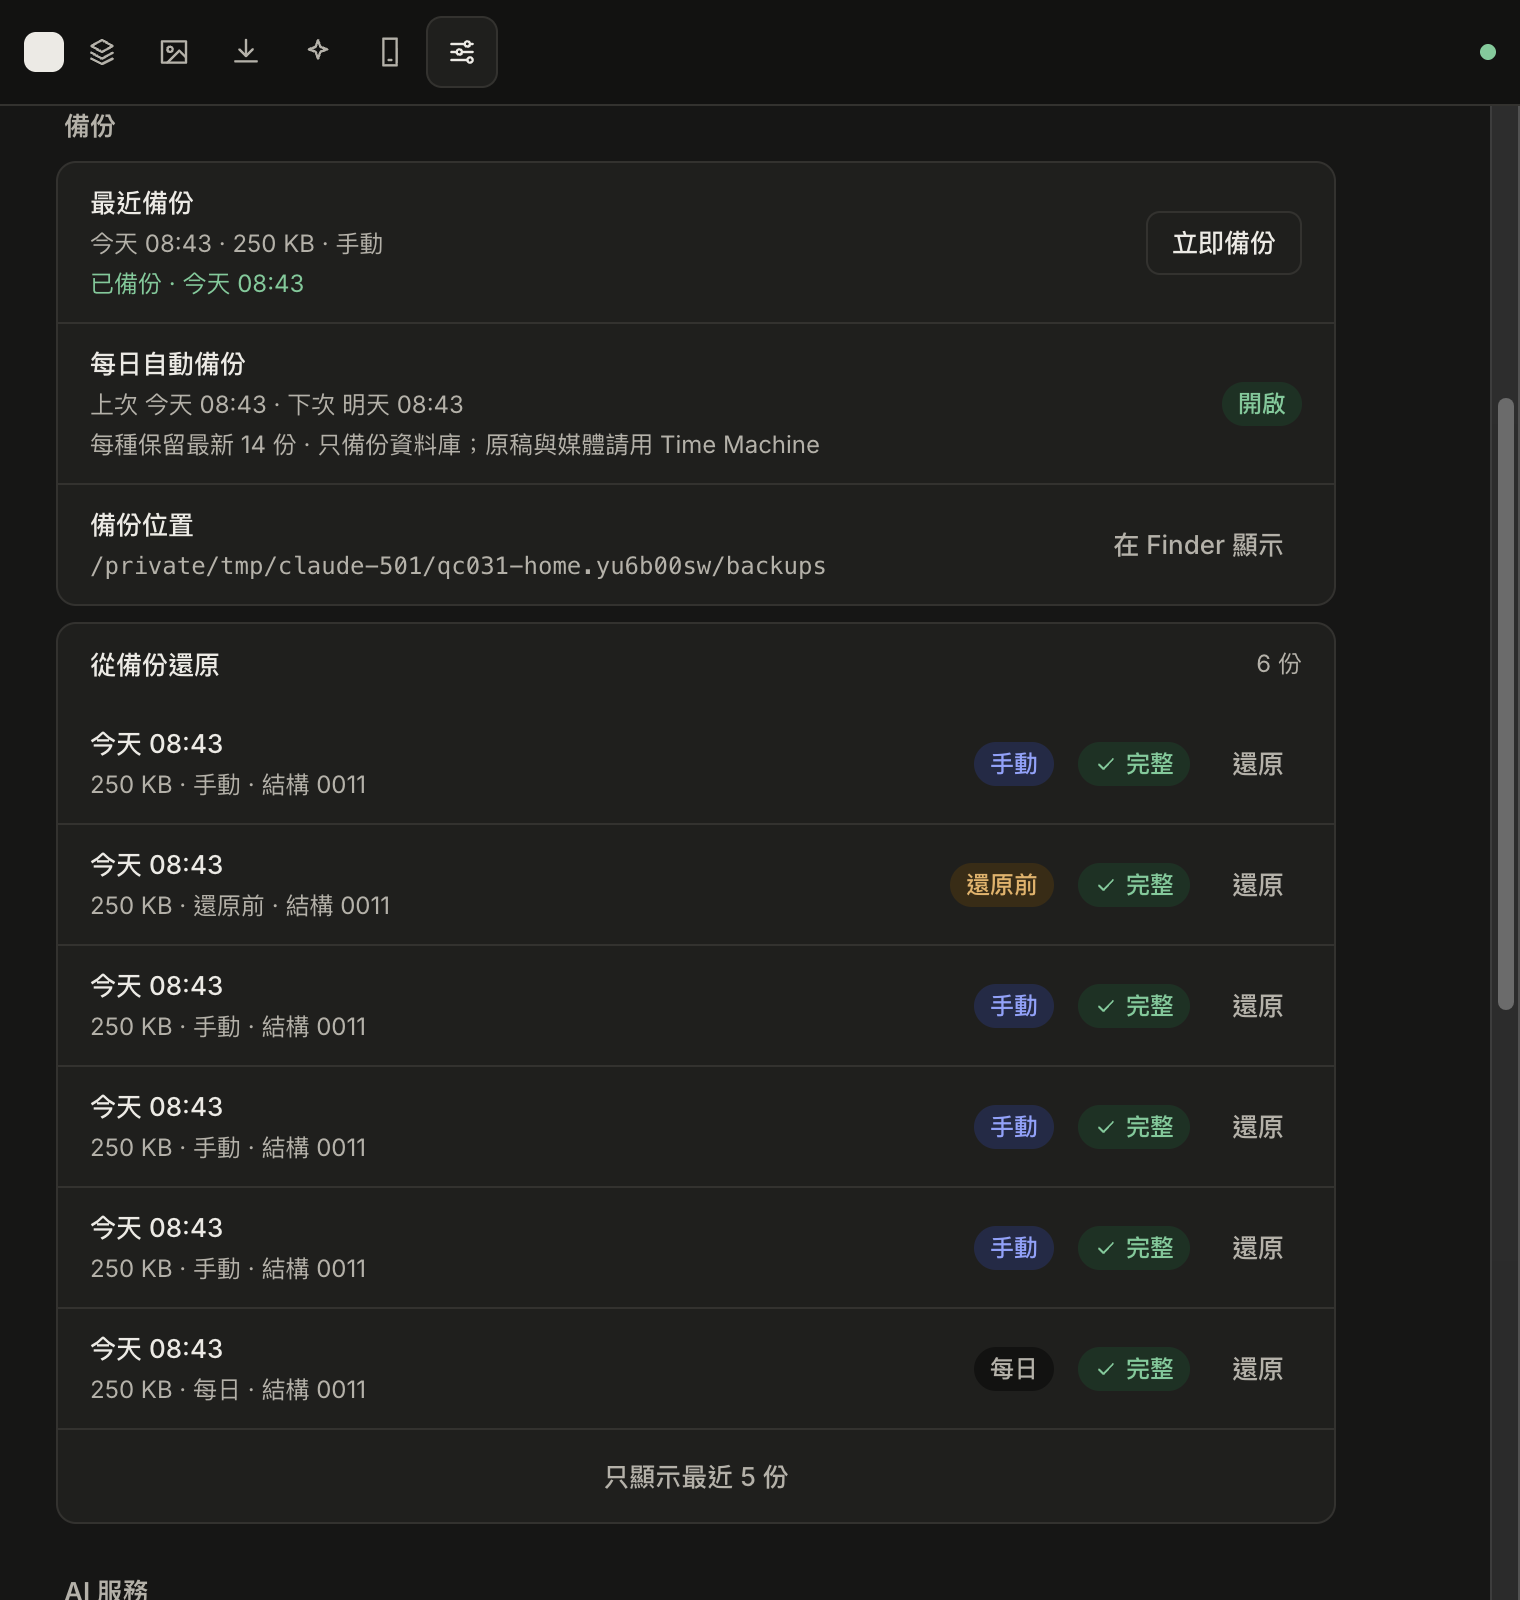 備份
最近備份
今天 08:43 · 250 KB · 手動
已備份 · 今天 08:43
立即備份
每日自動備份
上次 今天 08:43 · 下次 明天 08:43
每種保留最新 14 份 · 只備份資料庫；原稿與媒體請用 Time Machine
開啟
備份位置
/private/tmp/claude-501/qc031-home.yu6b00sw/backups
在 Finder 顯示
從備份還原
6 份
今天 08:43
250 KB · 手動 · 結構 0011
手動
完整
還原
今天 08:43
250 KB · 還原前 · 結構 0011
還原前
完整
還原
今天 08:43
250 KB · 手動 · 結構 0011
手動
完整
還原
今天 08:43
250 KB · 手動 · 結構 0011
手動
完整
還原
今天 08:43
250 KB · 手動 · 結構 0011
手動
完整
還原
今天 08:43
250 KB · 每日 · 結構 0011
每日
完整
還原
只顯示最近 5 份
AI 服務